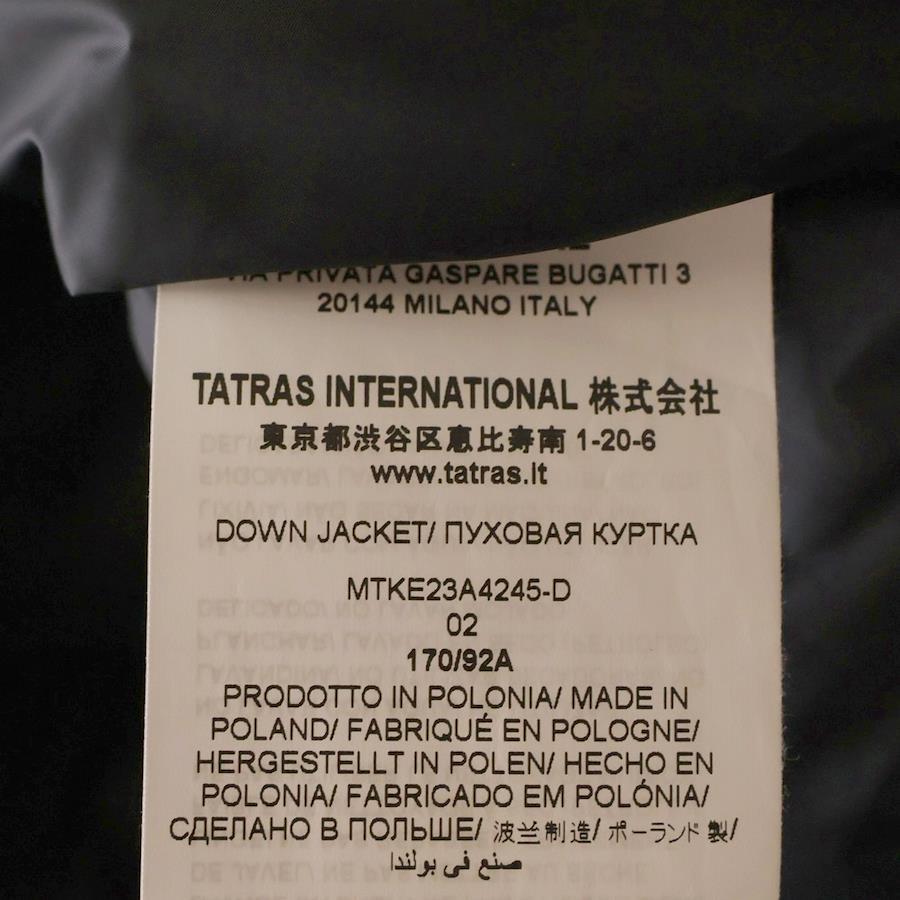 VIA PRIVATA GASPARE BUGATTI 3
20144 MILANO ITALY
TATRAS INTERNATIONAL 株式会社
東京都渋谷区恵比寿南 1-20-6
www.tatras.it
DOWN JACKET/ ПУХОВАЯ КУРТКА
MTKE23A4245-D
02
170/92A
PRODOTTO IN POLONIA/ MADE IN
POLAND/ FABRIQUÉ EN POLOGNE/
HERGESTELLT IN POLEN/ HECHO EN
POLONIA/ FABRICADO EM POLÓNIA/
СДЕЛАНО В ПОЛЬШЕ/ 波兰制造/ ポーランド製/
صنع في بولندا